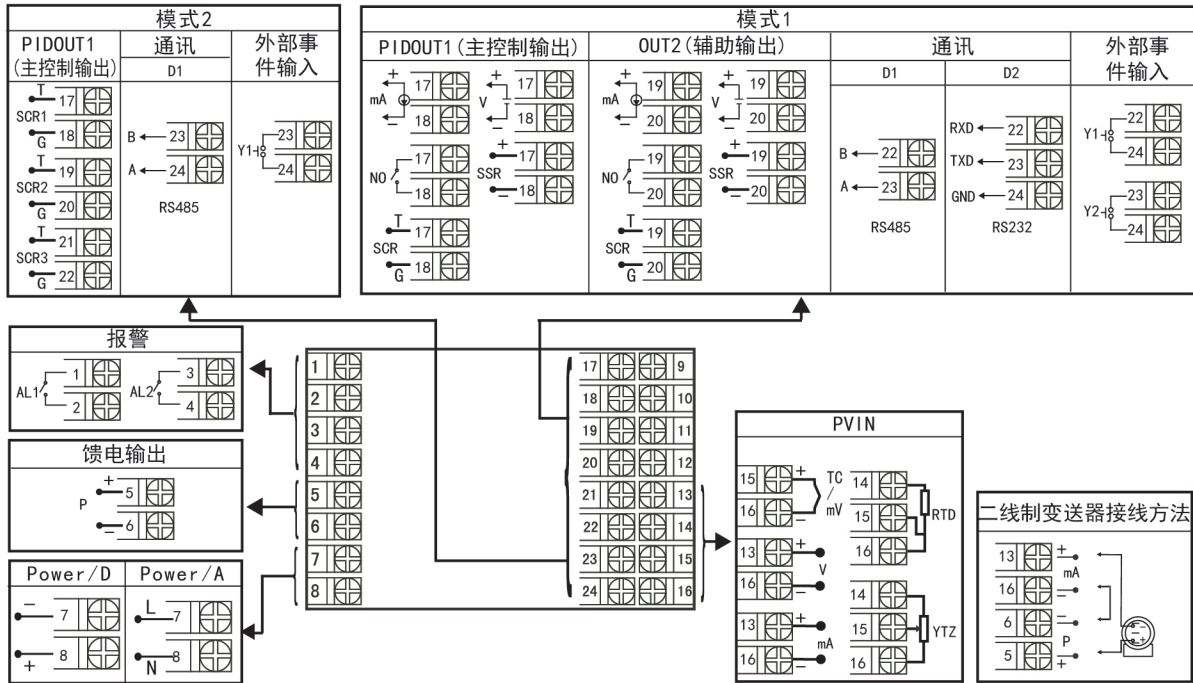 模式2
PIDOUT1
(主控制输出)
通讯
D1
外部事
件输入
T
17
SCR1
18
G
T
19
SCR2
20
G
T
21
SCR3
22
G
B
23
A
24
RS485
Y1
23
24
模式1
PIDOUT1(主控制输出)
OUT2(辅助输出)
通讯
外部事
件输入
D1
D2
+
17
mA
18
−
+
17
V
18
−
NO
17
18
+
17
SSR
18
−
T
17
SCR
18
G
+
19
mA
20
−
+
19
V
20
−
NO
19
20
+
19
SSR
20
−
T
19
SCR
20
G
B
22
A
23
RS485
RXD
22
TXD
23
GND
24
RS232
Y1
22
24
Y2
23
24
报警
AL1
1
2
AL2
3
4
馈电输出
+
5
P
6
−
Power/D
Power/A
−
7
8
+
L
7
8
N
1
2
3
4
5
6
7
8
17
9
18
10
19
11
20
12
21
13
22
14
23
15
24
16
PVIN
15
+
TC
/
mV
16
−
13
+
V
16
−
13
+
mA
16
−
14
15
RTD
16
14
15
YTZ
16
二线制变送器接线方法
13
+
mA
16
−
6
−
P
5
+
−
−
+